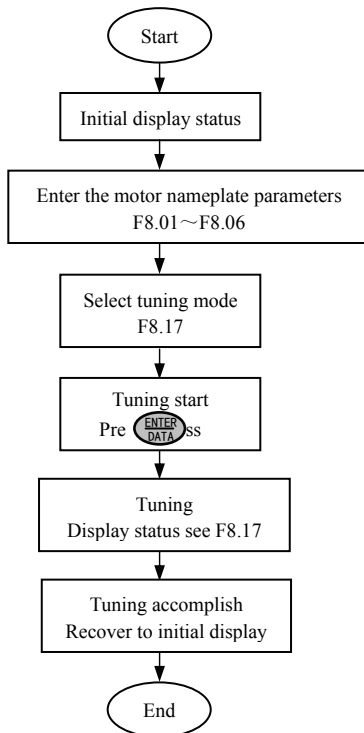 Start
Initial display status
Enter the motor nameplate parameters
F8.01～F8.06
Select tuning mode
F8.17
Tuning start
Pre ENTER DATA ss
Tuning
Display status see F8.17
Tuning accomplish
Recover to initial display
End